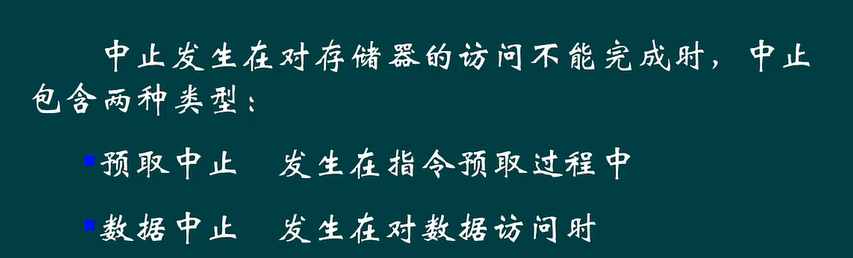 中止发生在对存储器的访问不能完成时，中止
包含两种类型：
预取中止 发生在指令预取过程中
数据中止 发生在对数据访问时